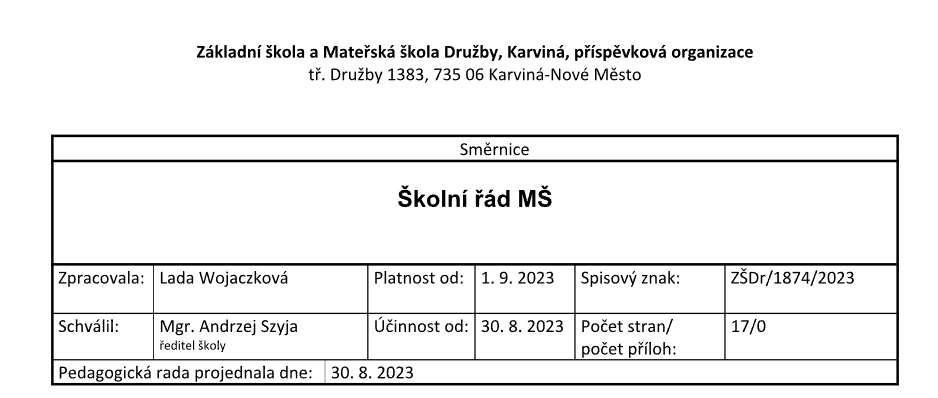 Základní škola a Mateřská škola Družby, Karviná, příspěvková organizace
tř. Družby 1383, 735 06 Karviná-Nové Město
Směrnice
Školní řád MŠ
Zpracovala: Lada Wojaczková Platnost od: 1. 9. 2023 Spisový znak: ZŠDr/1874/2023
Schválil: Mgr. Andrzej Szyja Účinnost od: 30. 8. 2023 Počet stran/ 17/0
ředitel školy počet příloh:
Pedagogická rada projednala dne: 30. 8. 2023